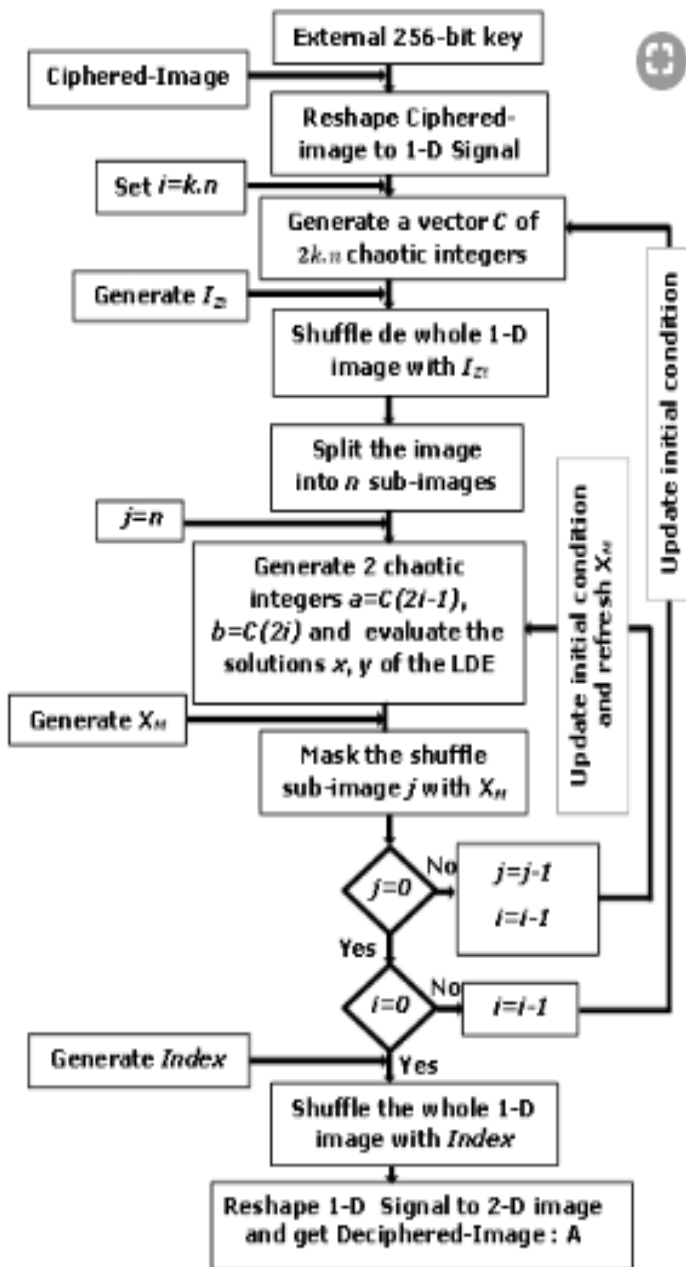 External 256-bit key
Ciphered-Image
Reshape Ciphered-
image to 1-D Signal
Set i=k.n
Generate a vector C of
2k.n chaotic integers
Generate I_Zt
Shuffle de whole 1-D
image with I_Zt
Split the image
into n sub-images
j=n
Generate 2 chaotic
integers a=C(2i-1),
b=C(2i) and evaluate the
solutions x, y of the LDE
Generate X_M
Mask the shuffle
sub-image j with X_M
j=0
No
j=j-1
i=i-1
Yes
i=0
No
i=i-1
Generate Index
Yes
Shuffle the whole 1-D
image with Index
Reshape 1-D Signal to 2-D image
and get Deciphered-Image : A
Update initial condition
and refresh X_M
Update initial condition